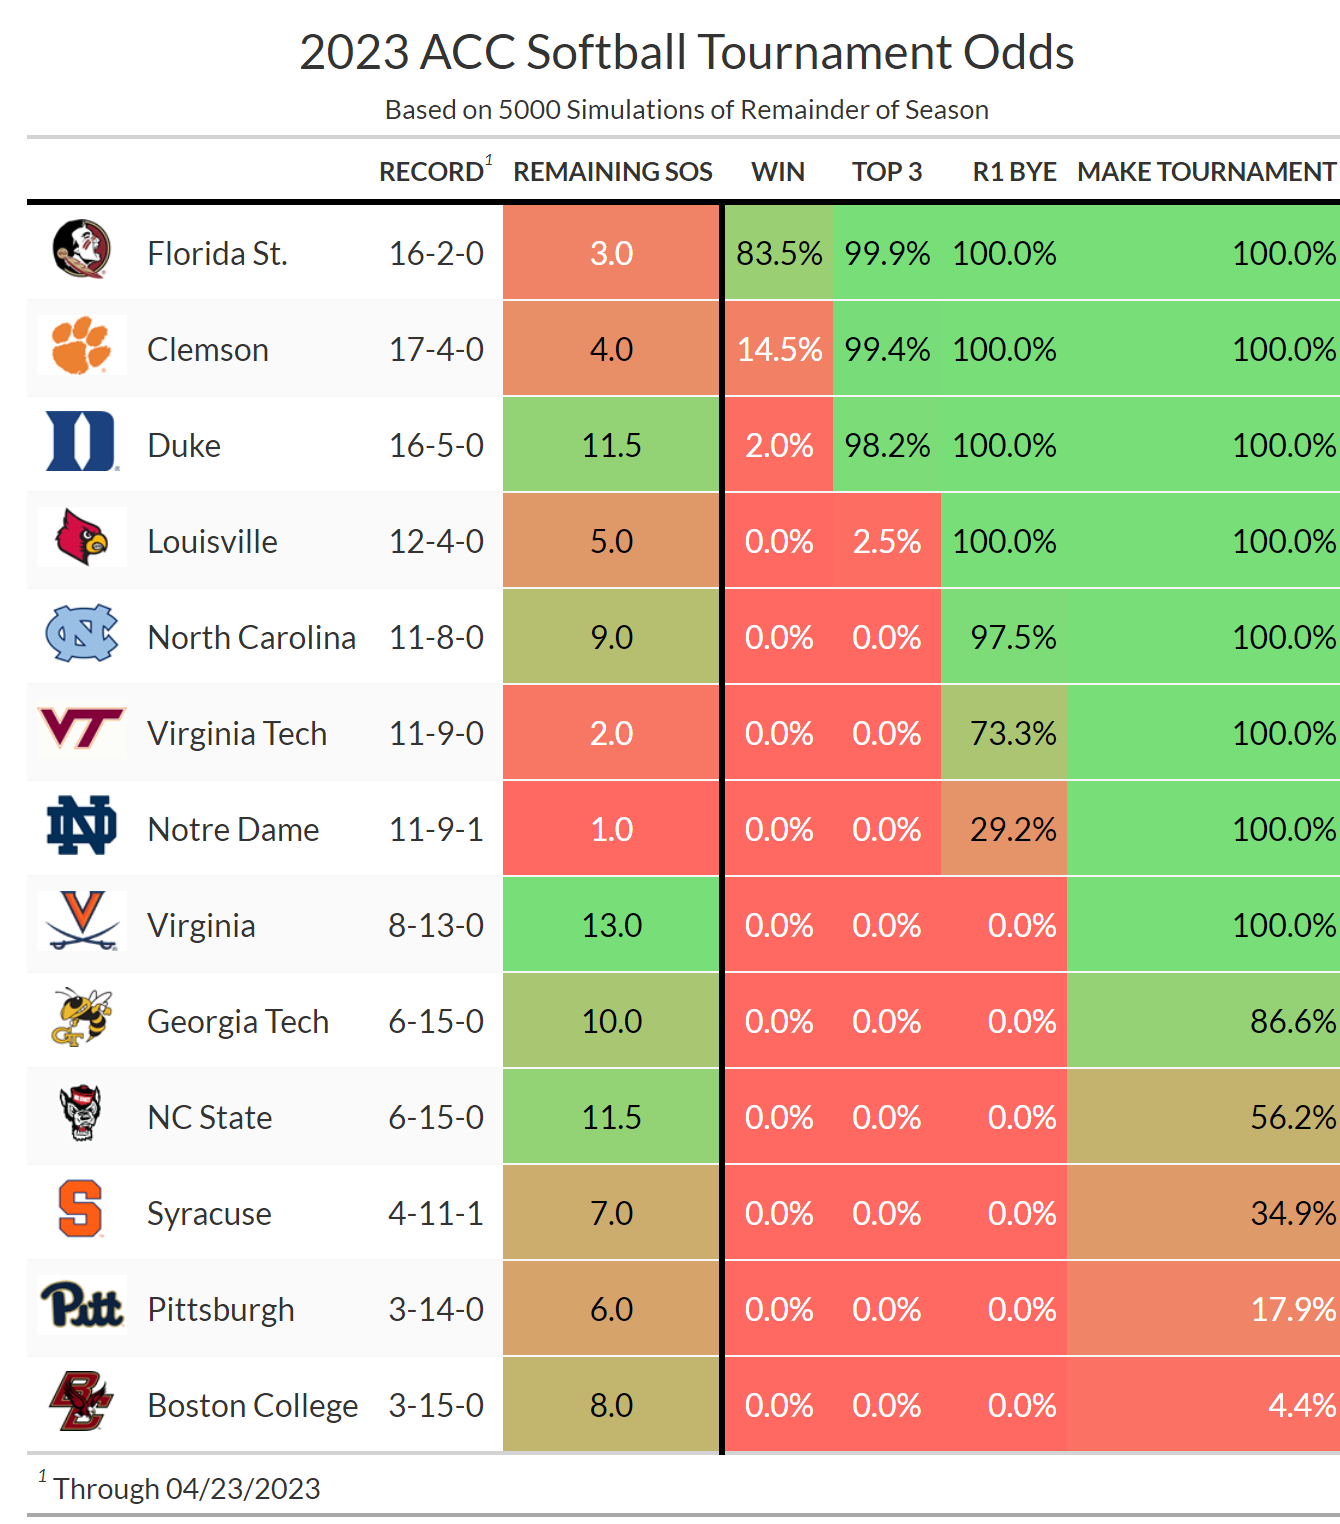 2023 ACC Softball Tournament Odds
Based on 5000 Simulations of Remainder of Season
RECORD1 REMAINING SOS WIN TOP 3 R1 BYE MAKE TOURNAMENT
Florida St. 16-2-0 3.0 83.5% 99.9% 100.0% 100.0%
Clemson 17-4-0 4.0 14.5% 99.4% 100.0% 100.0%
D Duke 16-5-0 11.5 2.0% 98.2% 100.0% 100.0%
Louisville 12-4-0 5.0 0.0% 2.5% 100.0% 100.0%
NC North Carolina 11-8-0 9.0 0.0% 0.0% 97.5% 100.0%
VT Virginia Tech 11-9-0 2.0 0.0% 0.0% 73.3% 100.0%
ND Notre Dame 11-9-1 1.0 0.0% 0.0% 29.2% 100.0%
V Virginia 8-13-0 13.0 0.0% 0.0% 0.0% 100.0%
GT Georgia Tech 6-15-0 10.0 0.0% 0.0% 0.0% 86.6%
NC State 6-15-0 11.5 0.0% 0.0% 0.0% 56.2%
S Syracuse 4-11-1 7.0 0.0% 0.0% 0.0% 34.9%
Pitt Pittsburgh 3-14-0 6.0 0.0% 0.0% 0.0% 17.9%
BC Boston College 3-15-0 8.0 0.0% 0.0% 0.0% 4.4%
1 Through 04/23/2023